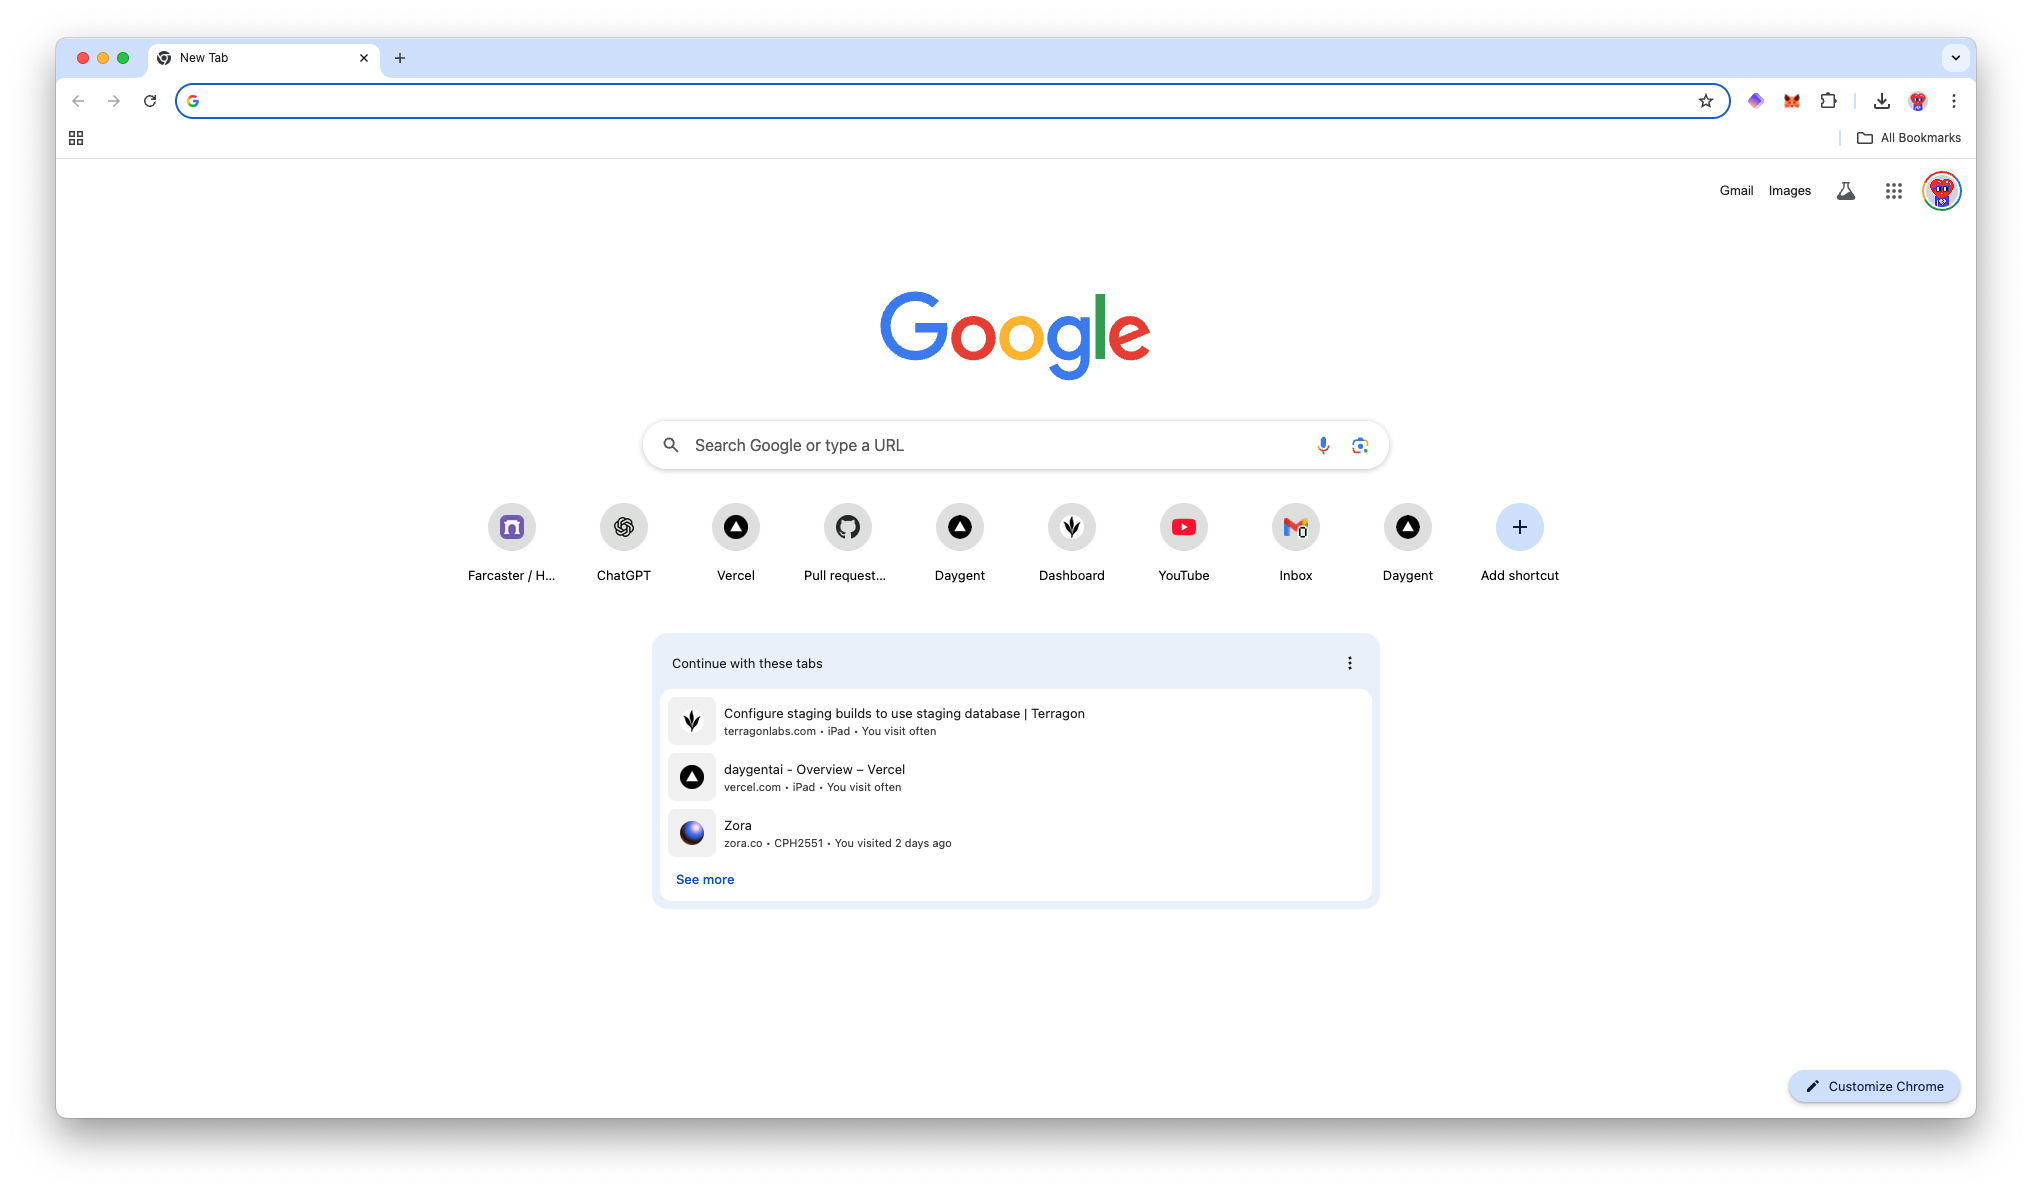 New Tab
All Bookmarks
Gmail Images
Google
Search Google or type a URL
Farcaster / H...
ChatGPT
Vercel
Pull request...
Daygent
Dashboard
YouTube
0
Inbox
Daygent
Add shortcut
Continue with these tabs
Configure staging builds to use staging database | Terragon
terragonlabs.com • iPad • You visit often
daygentai - Overview – Vercel
vercel.com • iPad • You visit often
Zora
zora.co • CPH2551 • You visited 2 days ago
See more
Customize Chrome